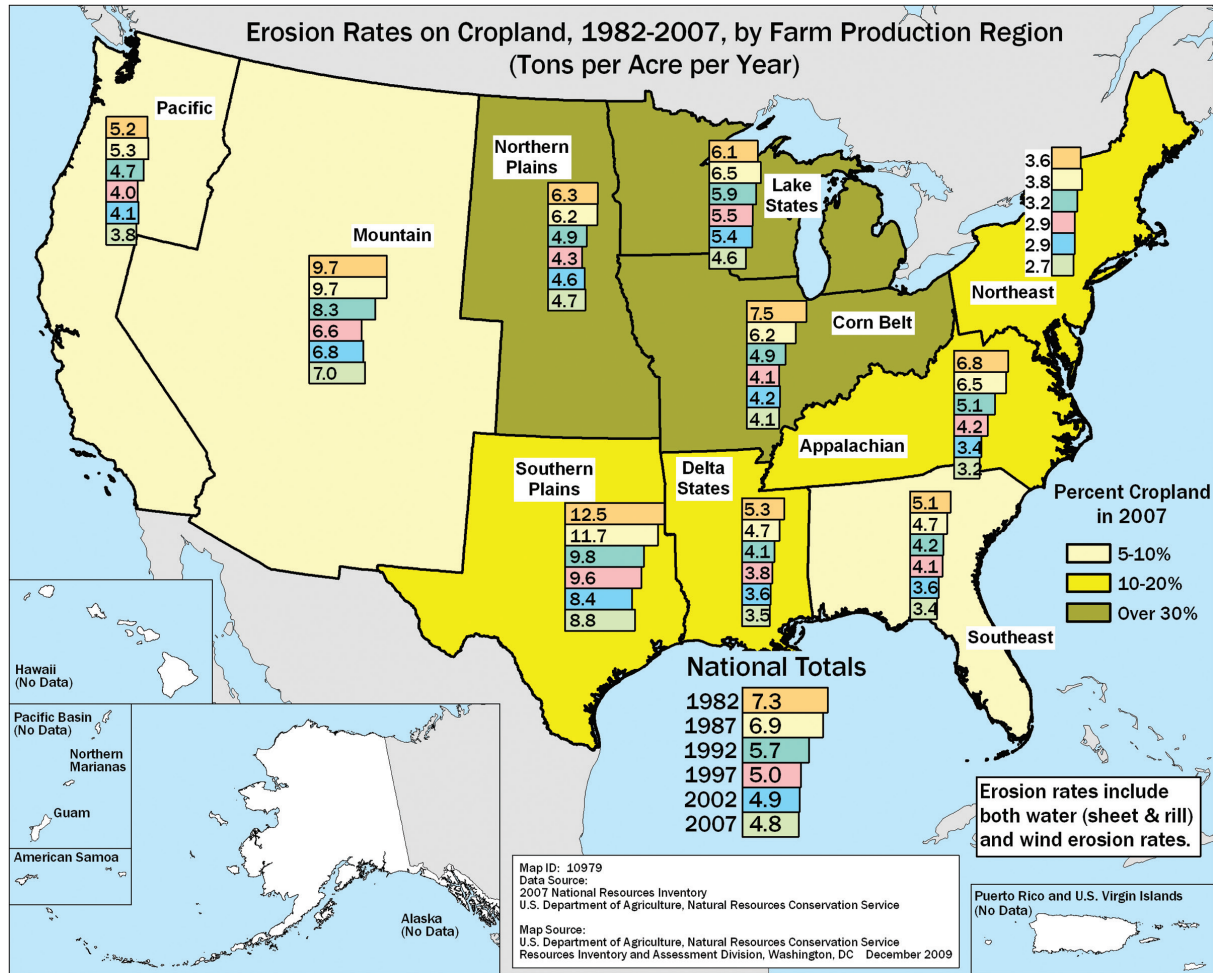 Erosion Rates on Cropland, 1982-2007, by Farm Production Region
(Tons per Acre per Year)
Pacific
5.2
5.3
4.7
4.0
4.1
3.8
Mountain
9.7
9.7
8.3
6.6
6.8
7.0
Northern
Plains
6.3
6.2
4.9
4.3
4.6
4.7
Lake
States
6.1
6.5
5.9
5.5
5.4
4.6
Corn Belt
7.5
6.2
4.9
4.1
4.2
4.1
3.6
3.8
3.2
2.9
2.9
2.7
Northeast
Appalachian
6.8
6.5
5.1
4.2
3.4
3.2
Southern
Plains
12.5
11.7
9.8
9.6
8.4
8.8
Delta
States
5.3
4.7
4.1
3.8
3.6
3.5
5.1
4.7
4.2
4.1
3.6
3.4
Southeast
Percent Cropland
in 2007
5-10%
10-20%
Over 30%
National Totals
1982 7.3
1987 6.9
1992 5.7
1997 5.0
2002 4.9
2007 4.8
Erosion rates include
both water (sheet & rill)
and wind erosion rates.
Hawaii
(No Data)
Pacific Basin
(No Data)
Northern
Marianas
Guam
American Samoa
Alaska
(No Data)
Map ID: 10979
Data Source:
2007 National Resources Inventory
U.S. Department of Agriculture, Natural Resources Conservation Service
Map Source:
U.S. Department of Agriculture, Natural Resources Conservation Service
Resources Inventory and Assessment Division, Washington, DC December 2009
Puerto Rico and U.S. Virgin Islands
(No Data)